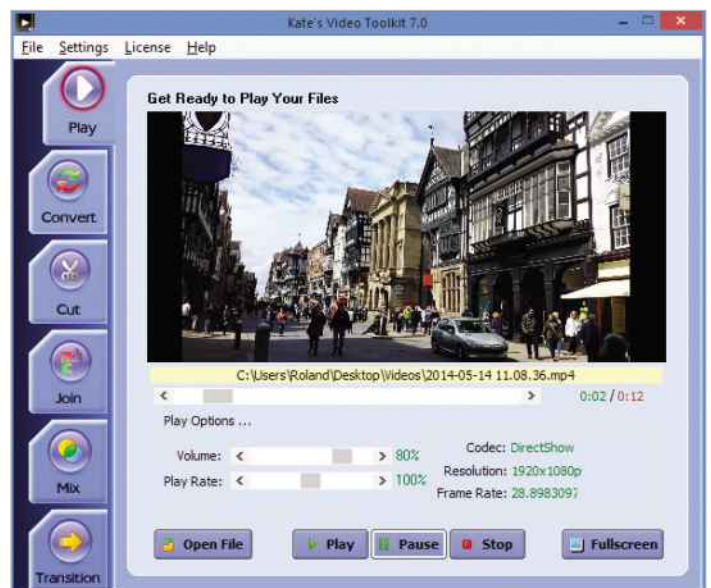 Kate's Video Toolkit 7.0
File Settings License Help
Play
Convert
Cut
Join
Mix
Transition
Get Ready to Play Your Files
C:\Users\Roland\Desktop\Videos\2014-05-14 11.08.36.mp4
0:02 / 0:12
Play Options ...
Volume: 80%
Play Rate: 100%
Codec: DirectShow
Resolution: 1920x1080p
Frame Rate: 28.8983097
Open File
Play
Pause
Stop
Fullscreen